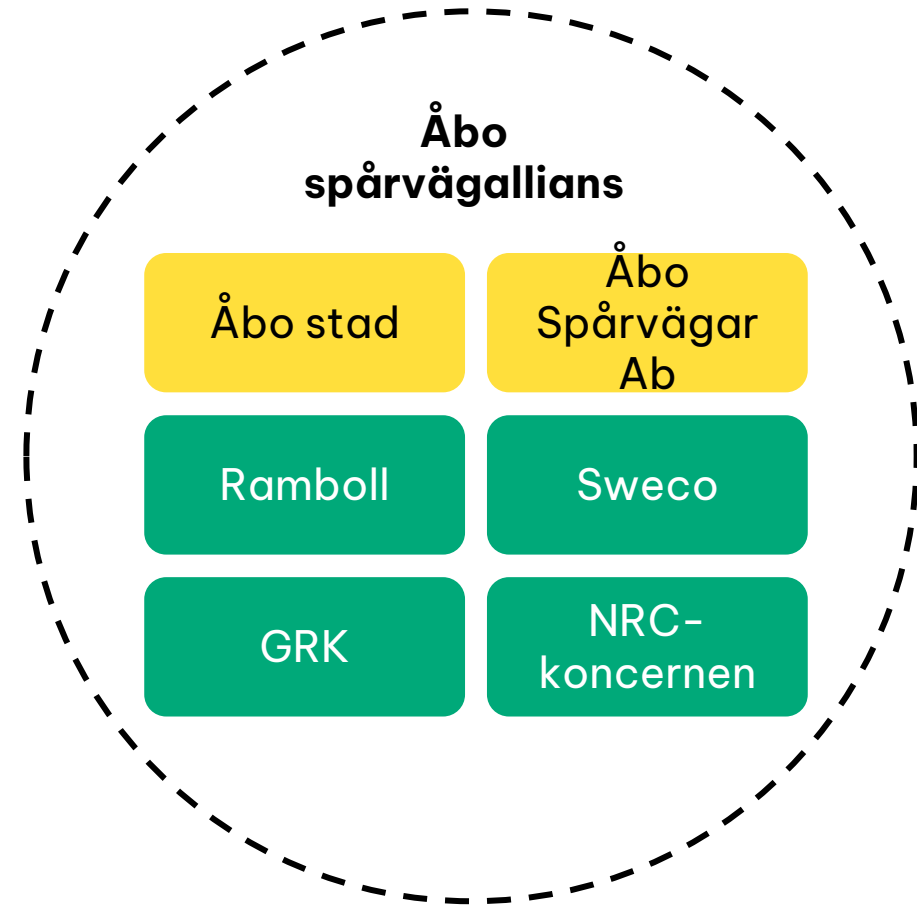 Åbo
spårvägallians
Åbo stad
Åbo
Spårvägar
Ab
Ramboll
Sweco
GRK
NRC-
koncernen